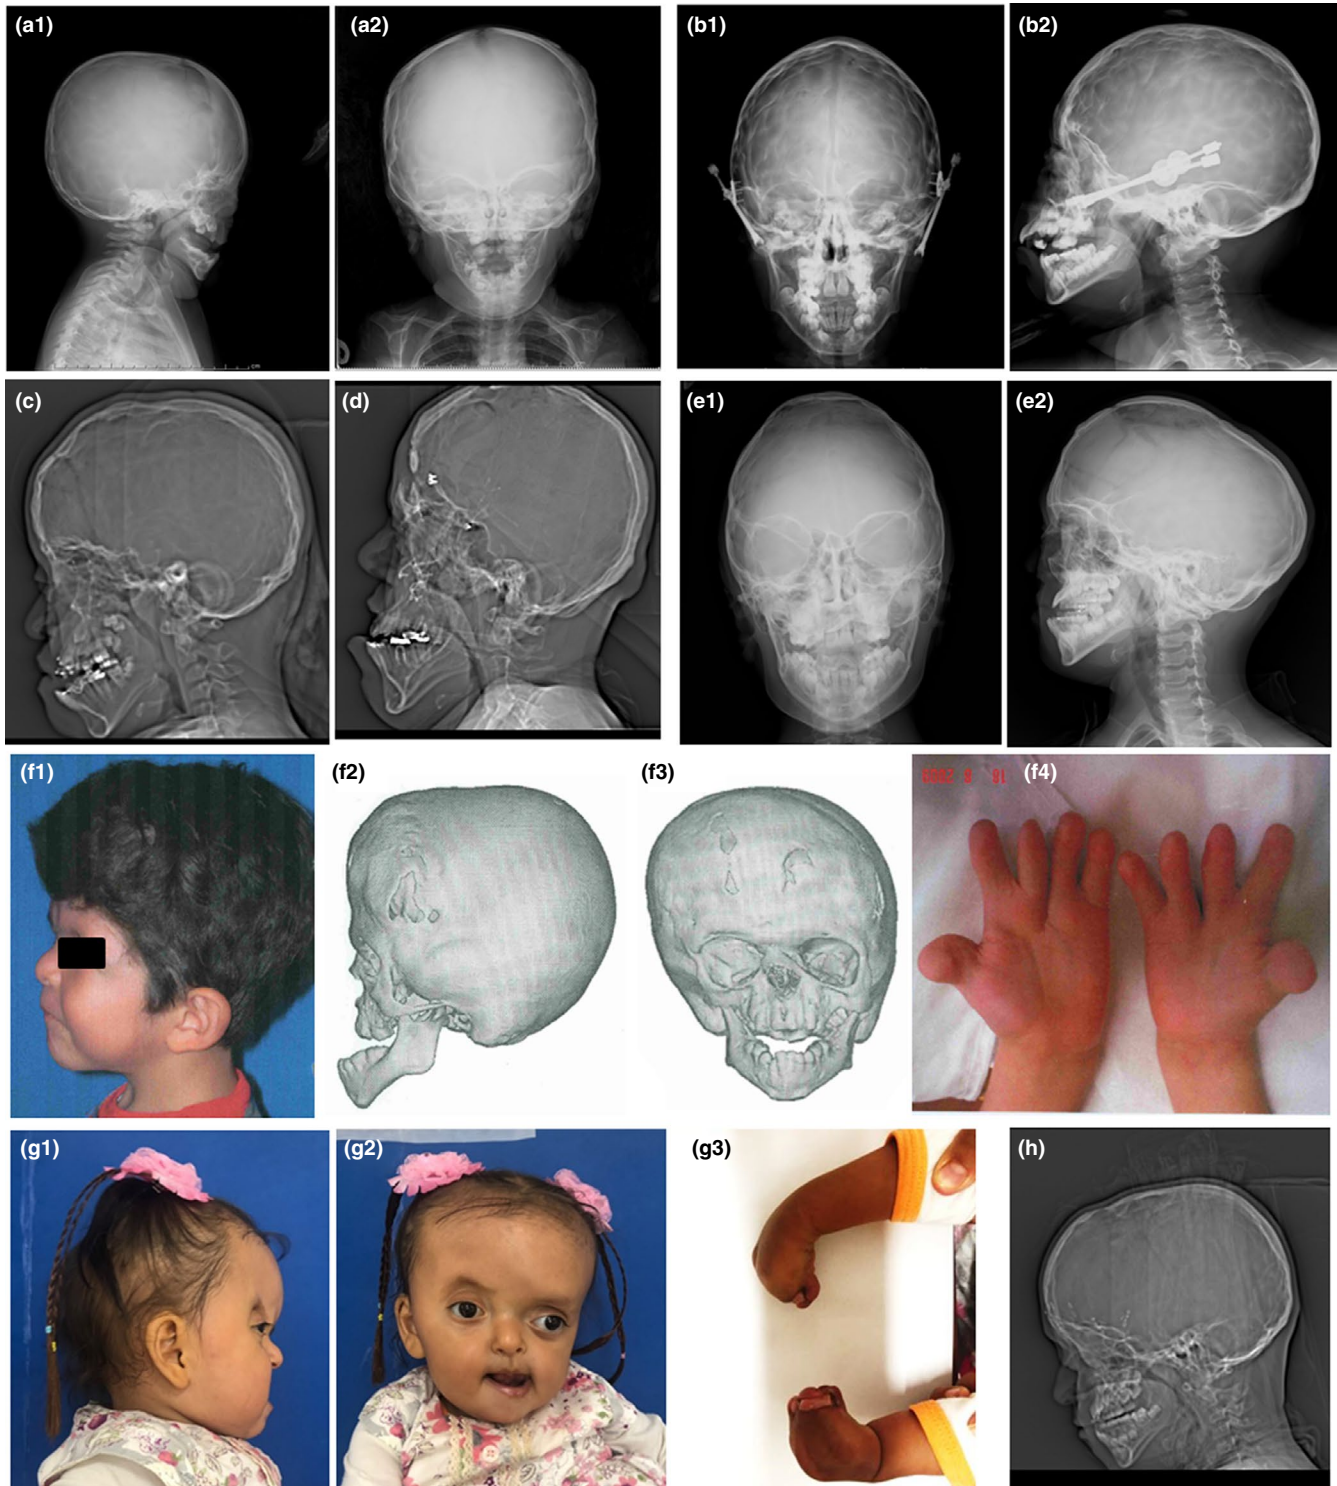 (a1)
(a2)
(b1)
(b2)
(c)
(d)
(e1)
(e2)
(f1)
(f2)
(f3)
(f4)
(g1)
(g2)
(g3)
(h)